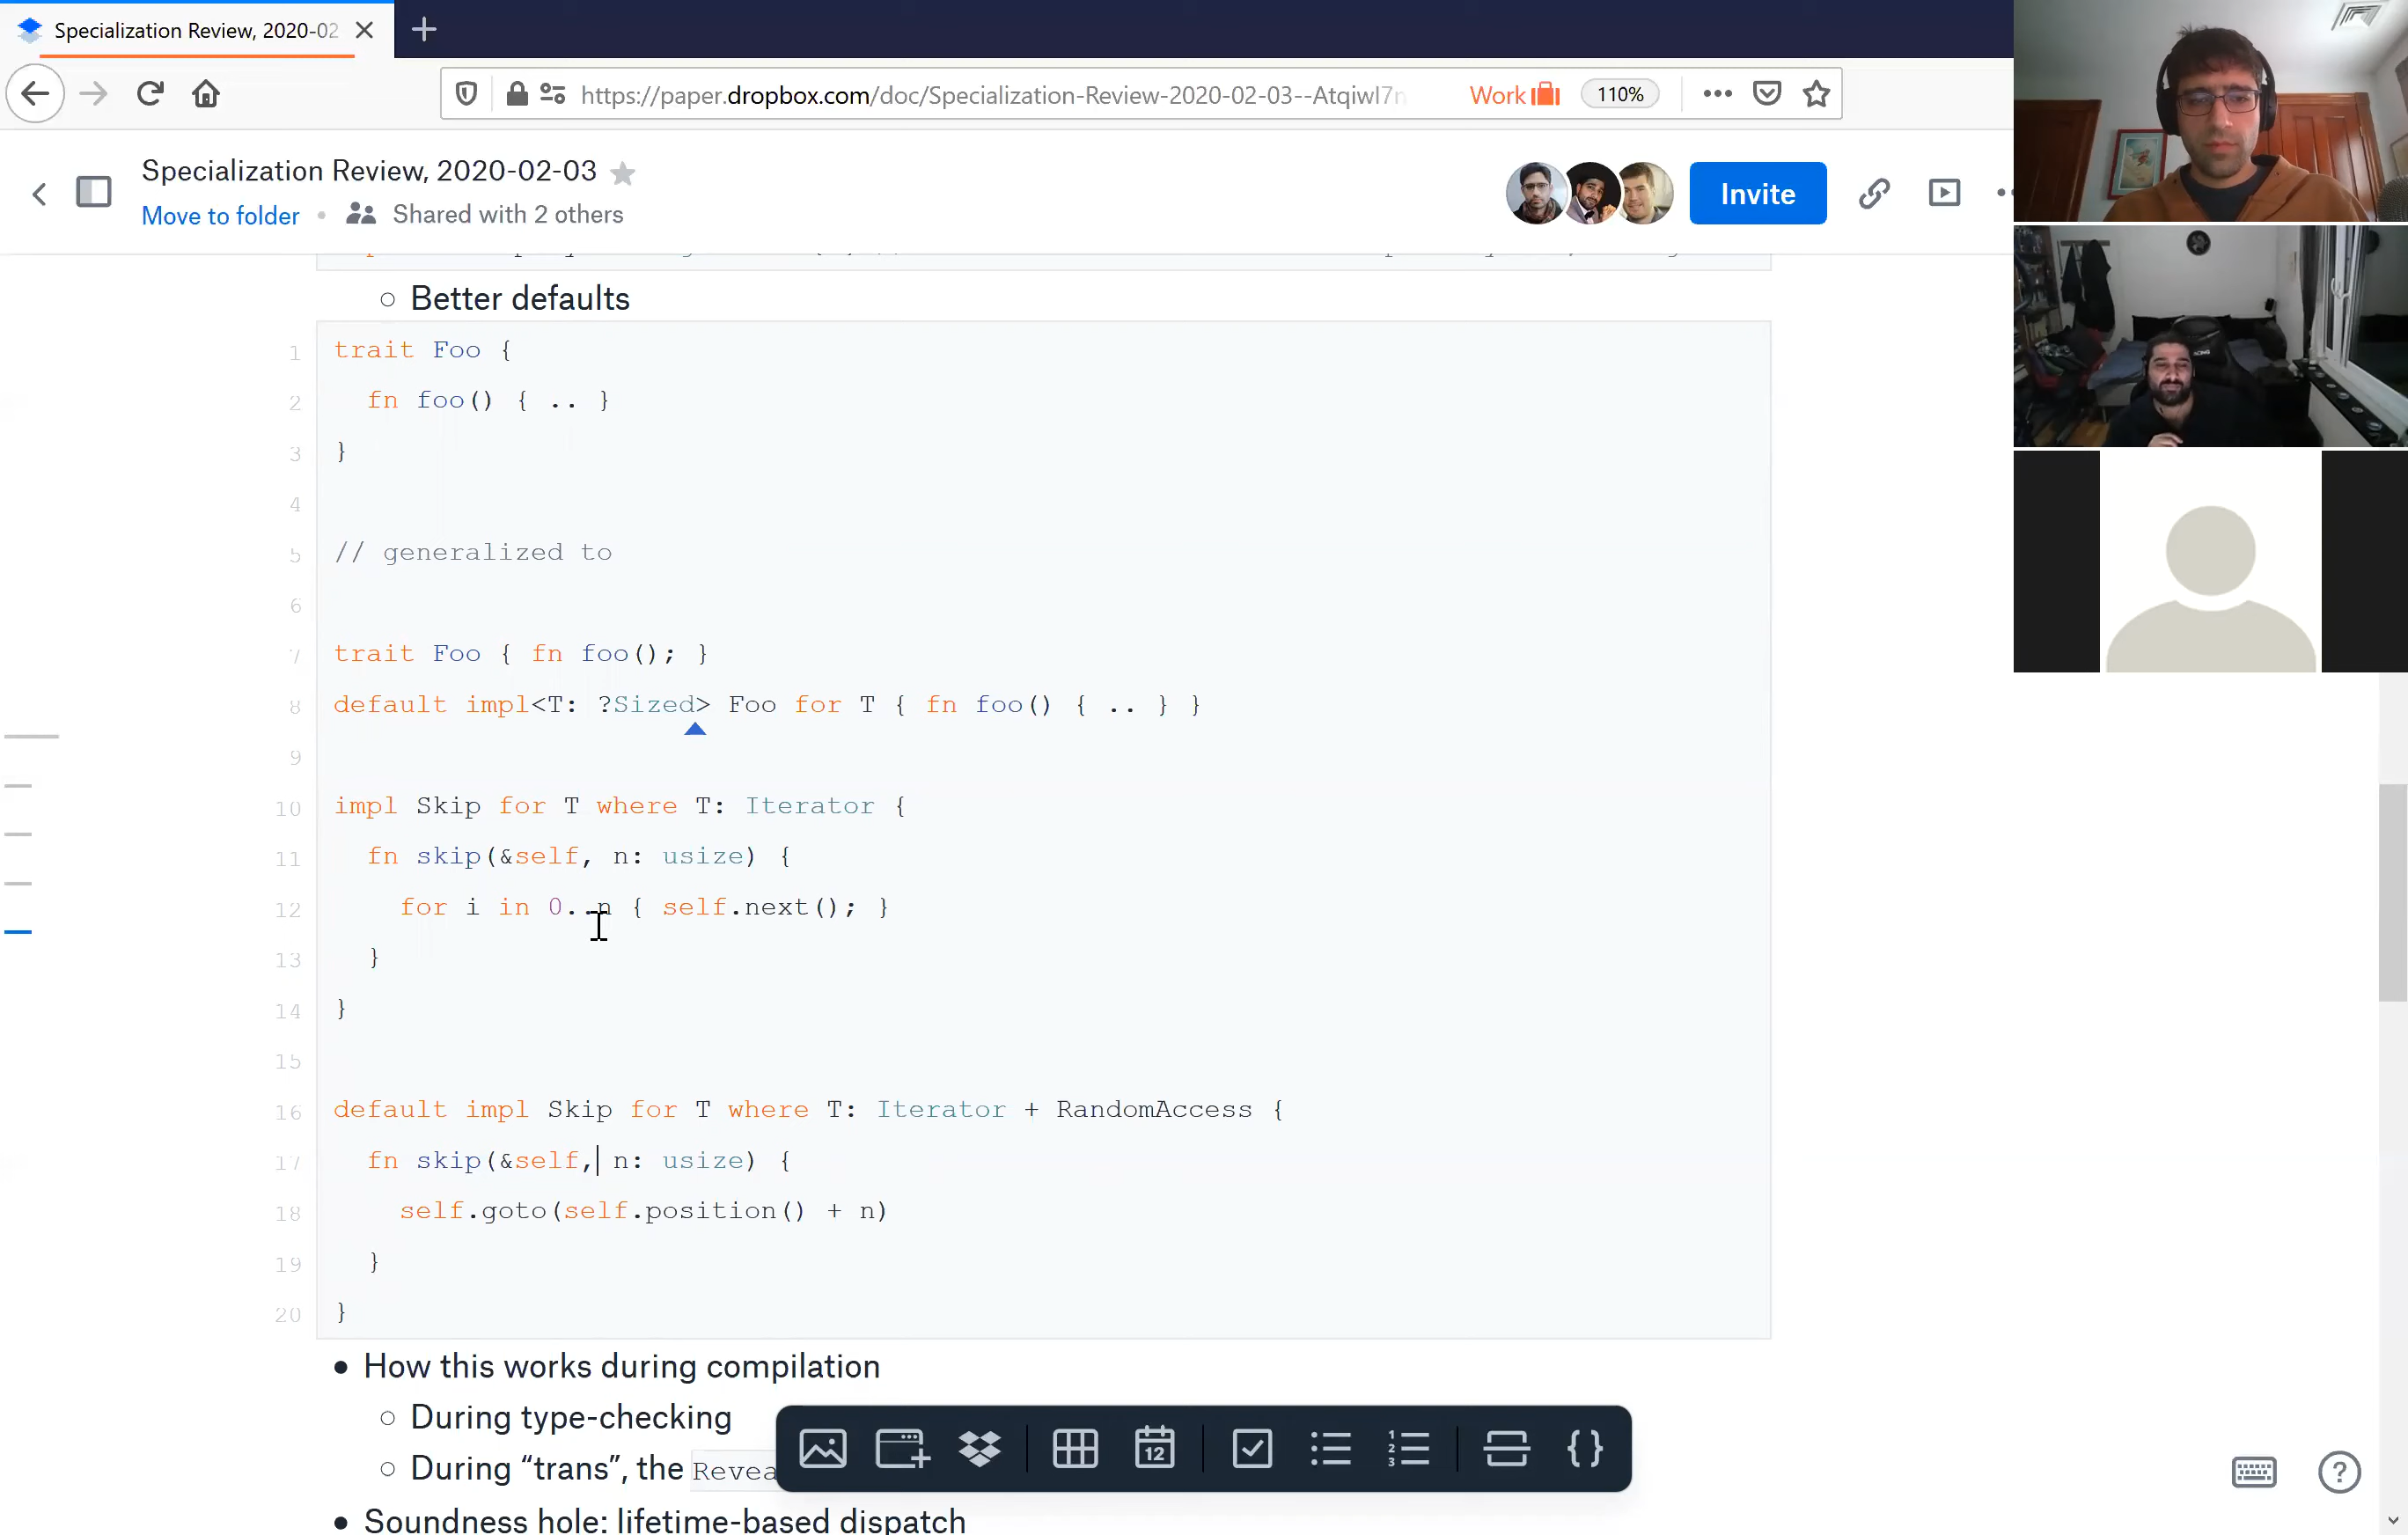 Specialization Review, 2020-02
https://paper.dropbox.com/doc/Specialization-Review-2020-02-03--AtqiwI7n
Work
110%
Specialization Review, 2020-02-03
Move to folder
Shared with 2 others
Invite
Better defaults
1 trait Foo {
2 fn foo() { .. }
3 }
4
5 // generalized to
6
7 trait Foo { fn foo(); }
8 default impl<T: ?Sized> Foo for T { fn foo() { .. } }
9
10 impl Skip for T where T: Iterator {
11 fn skip(&self, n: usize) {
12 for i in 0..n { self.next(); }
13 }
14 }
15
16 default impl Skip for T where T: Iterator + RandomAccess {
17 fn skip(&self, n: usize) {
18 self.goto(self.position() + n)
19 }
20 }
How this works during compilation
During type-checking
During “trans”, the Revea
Soundness hole: lifetime-based dispatch
12